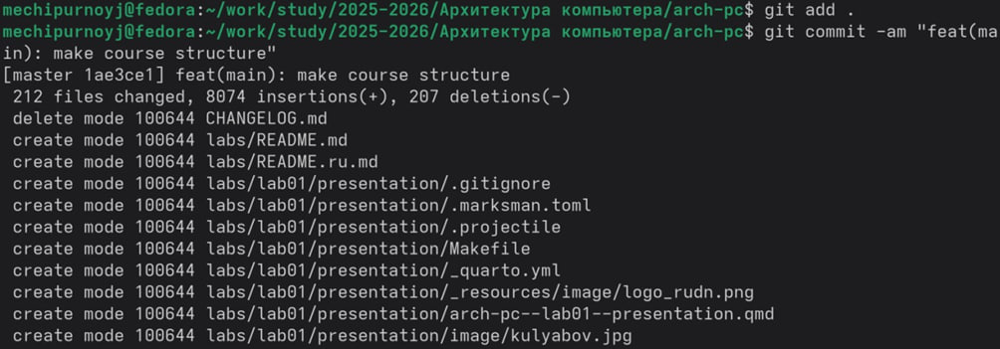 mechipurnoyj@fedora:~/work/study/2025-2026/Архитектура компьютера/arch-pc$ git add .
mechipurnoyj@fedora:~/work/study/2025-2026/Архитектура компьютера/arch-pc$ git commit -am "feat(ma
in): make course structure"
[master 1ae3ce1] feat(main): make course structure
 212 files changed, 8074 insertions(+), 207 deletions(-)
 delete mode 100644 CHANGELOG.md
 create mode 100644 labs/README.md
 create mode 100644 labs/README.ru.md
 create mode 100644 labs/lab01/presentation/.gitignore
 create mode 100644 labs/lab01/presentation/.marksman.toml
 create mode 100644 labs/lab01/presentation/.projectile
 create mode 100644 labs/lab01/presentation/Makefile
 create mode 100644 labs/lab01/presentation/_quarto.yml
 create mode 100644 labs/lab01/presentation/_resources/image/logo_rudn.png
 create mode 100644 labs/lab01/presentation/arch-pc--lab01--presentation.qmd
 create mode 100644 labs/lab01/presentation/image/kulyabov.jpg